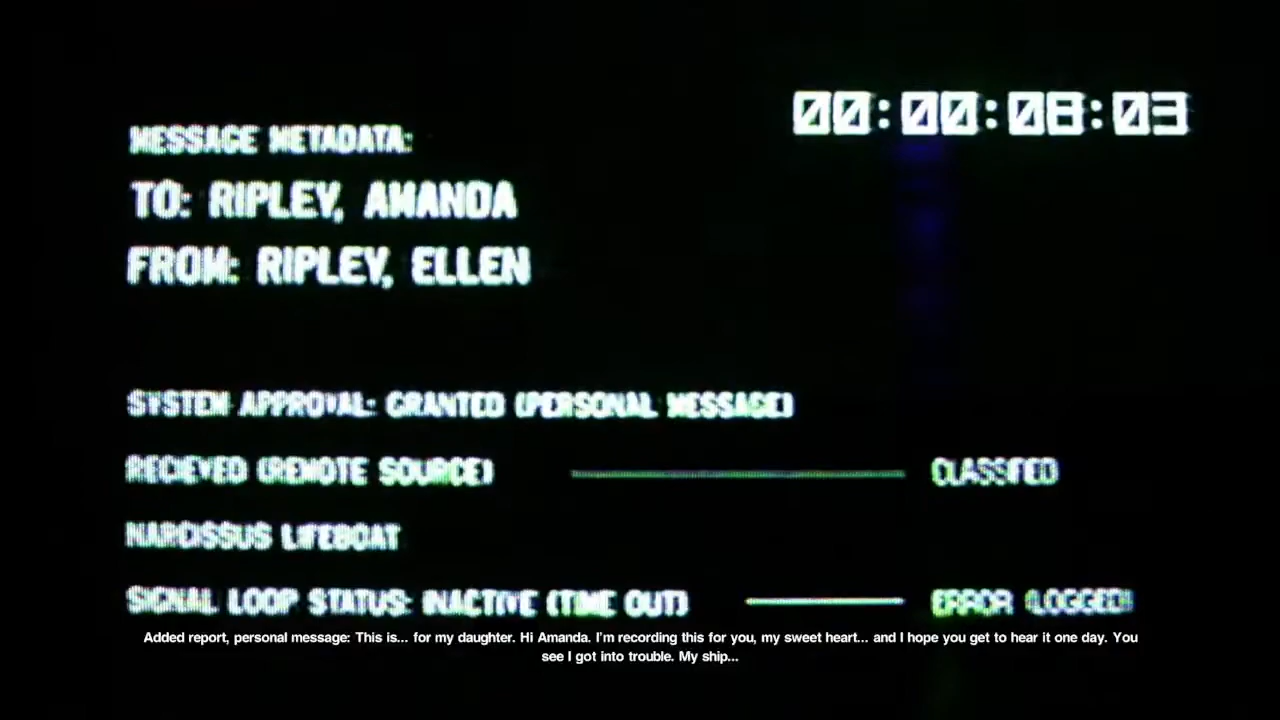 00:00:08:03
MESSAGE METADATA:
TO: RIPLEY, AMANDA
FROM: RIPLEY, ELLEN
SYSTEM APPROVAL: GRANTED (PERSONAL MESSAGE)
RECIEVED (REMOTE SOURCE) CLASSIFIED
NARCISSUS LIFEBOAT
SIGNAL LOOP STATUS: INACTIVE (TIME OUT) ERROR (LOGGED)
Added report, personal message: This is... for my daughter. Hi Amanda. I'm recording this for you, my sweet heart... and I hope you get to hear it one day. You
see I got into trouble. My ship...